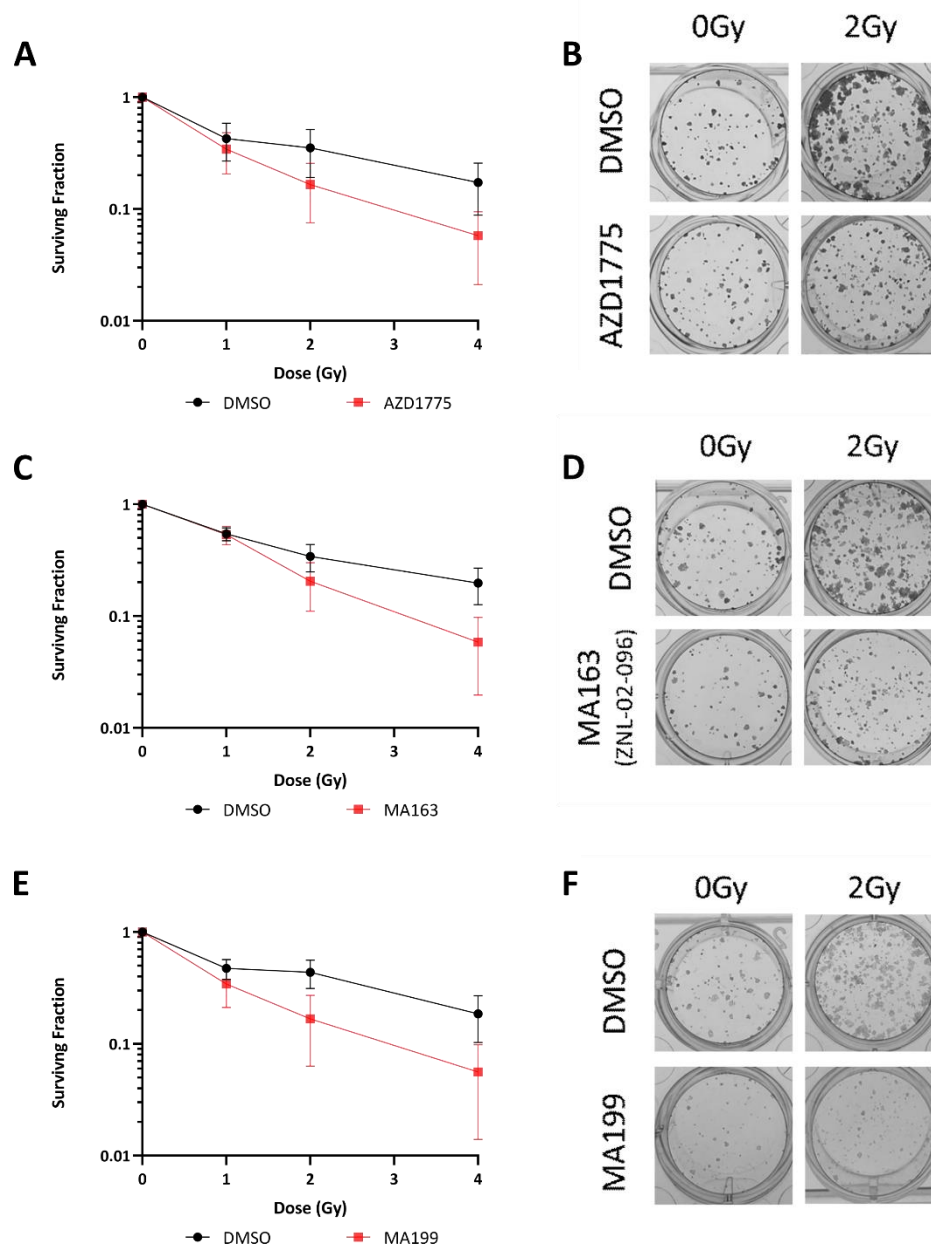 A
Survivng Fraction
1
0.1
0.01
0
1
2
3
4
Dose (Gy)
DMSO
AZD1775
B
0Gy
2Gy
DMSO
AZD1775
C
Survivng Fraction
1
0.1
0.01
0
1
2
3
4
Dose (Gy)
DMSO
MA163
D
0Gy
2Gy
DMSO
MA163
(ZNL-02-096)
E
Survivng Fraction
1
0.1
0.01
0
1
2
3
4
Dose (Gy)
DMSO
MA199
F
0Gy
2Gy
DMSO
MA199